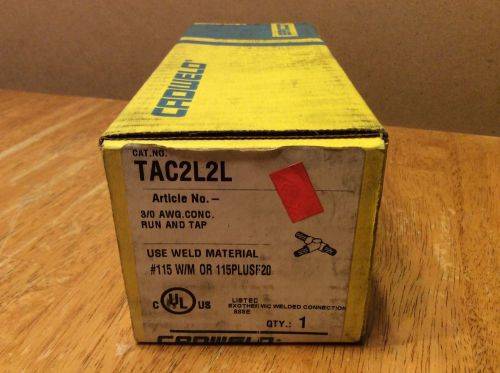 CADWELD®
CAT.NO.
TAC2L2L
Article No.-
3/0 AWG.CONC.
RUN AND TAP
USE WELD MATERIAL
#115 W/M OR 115PLUSF20
C UL US
LISTED
EXOTHERMIC WELDED CONNECTION
88SE
QTY.: 1
CADWELD